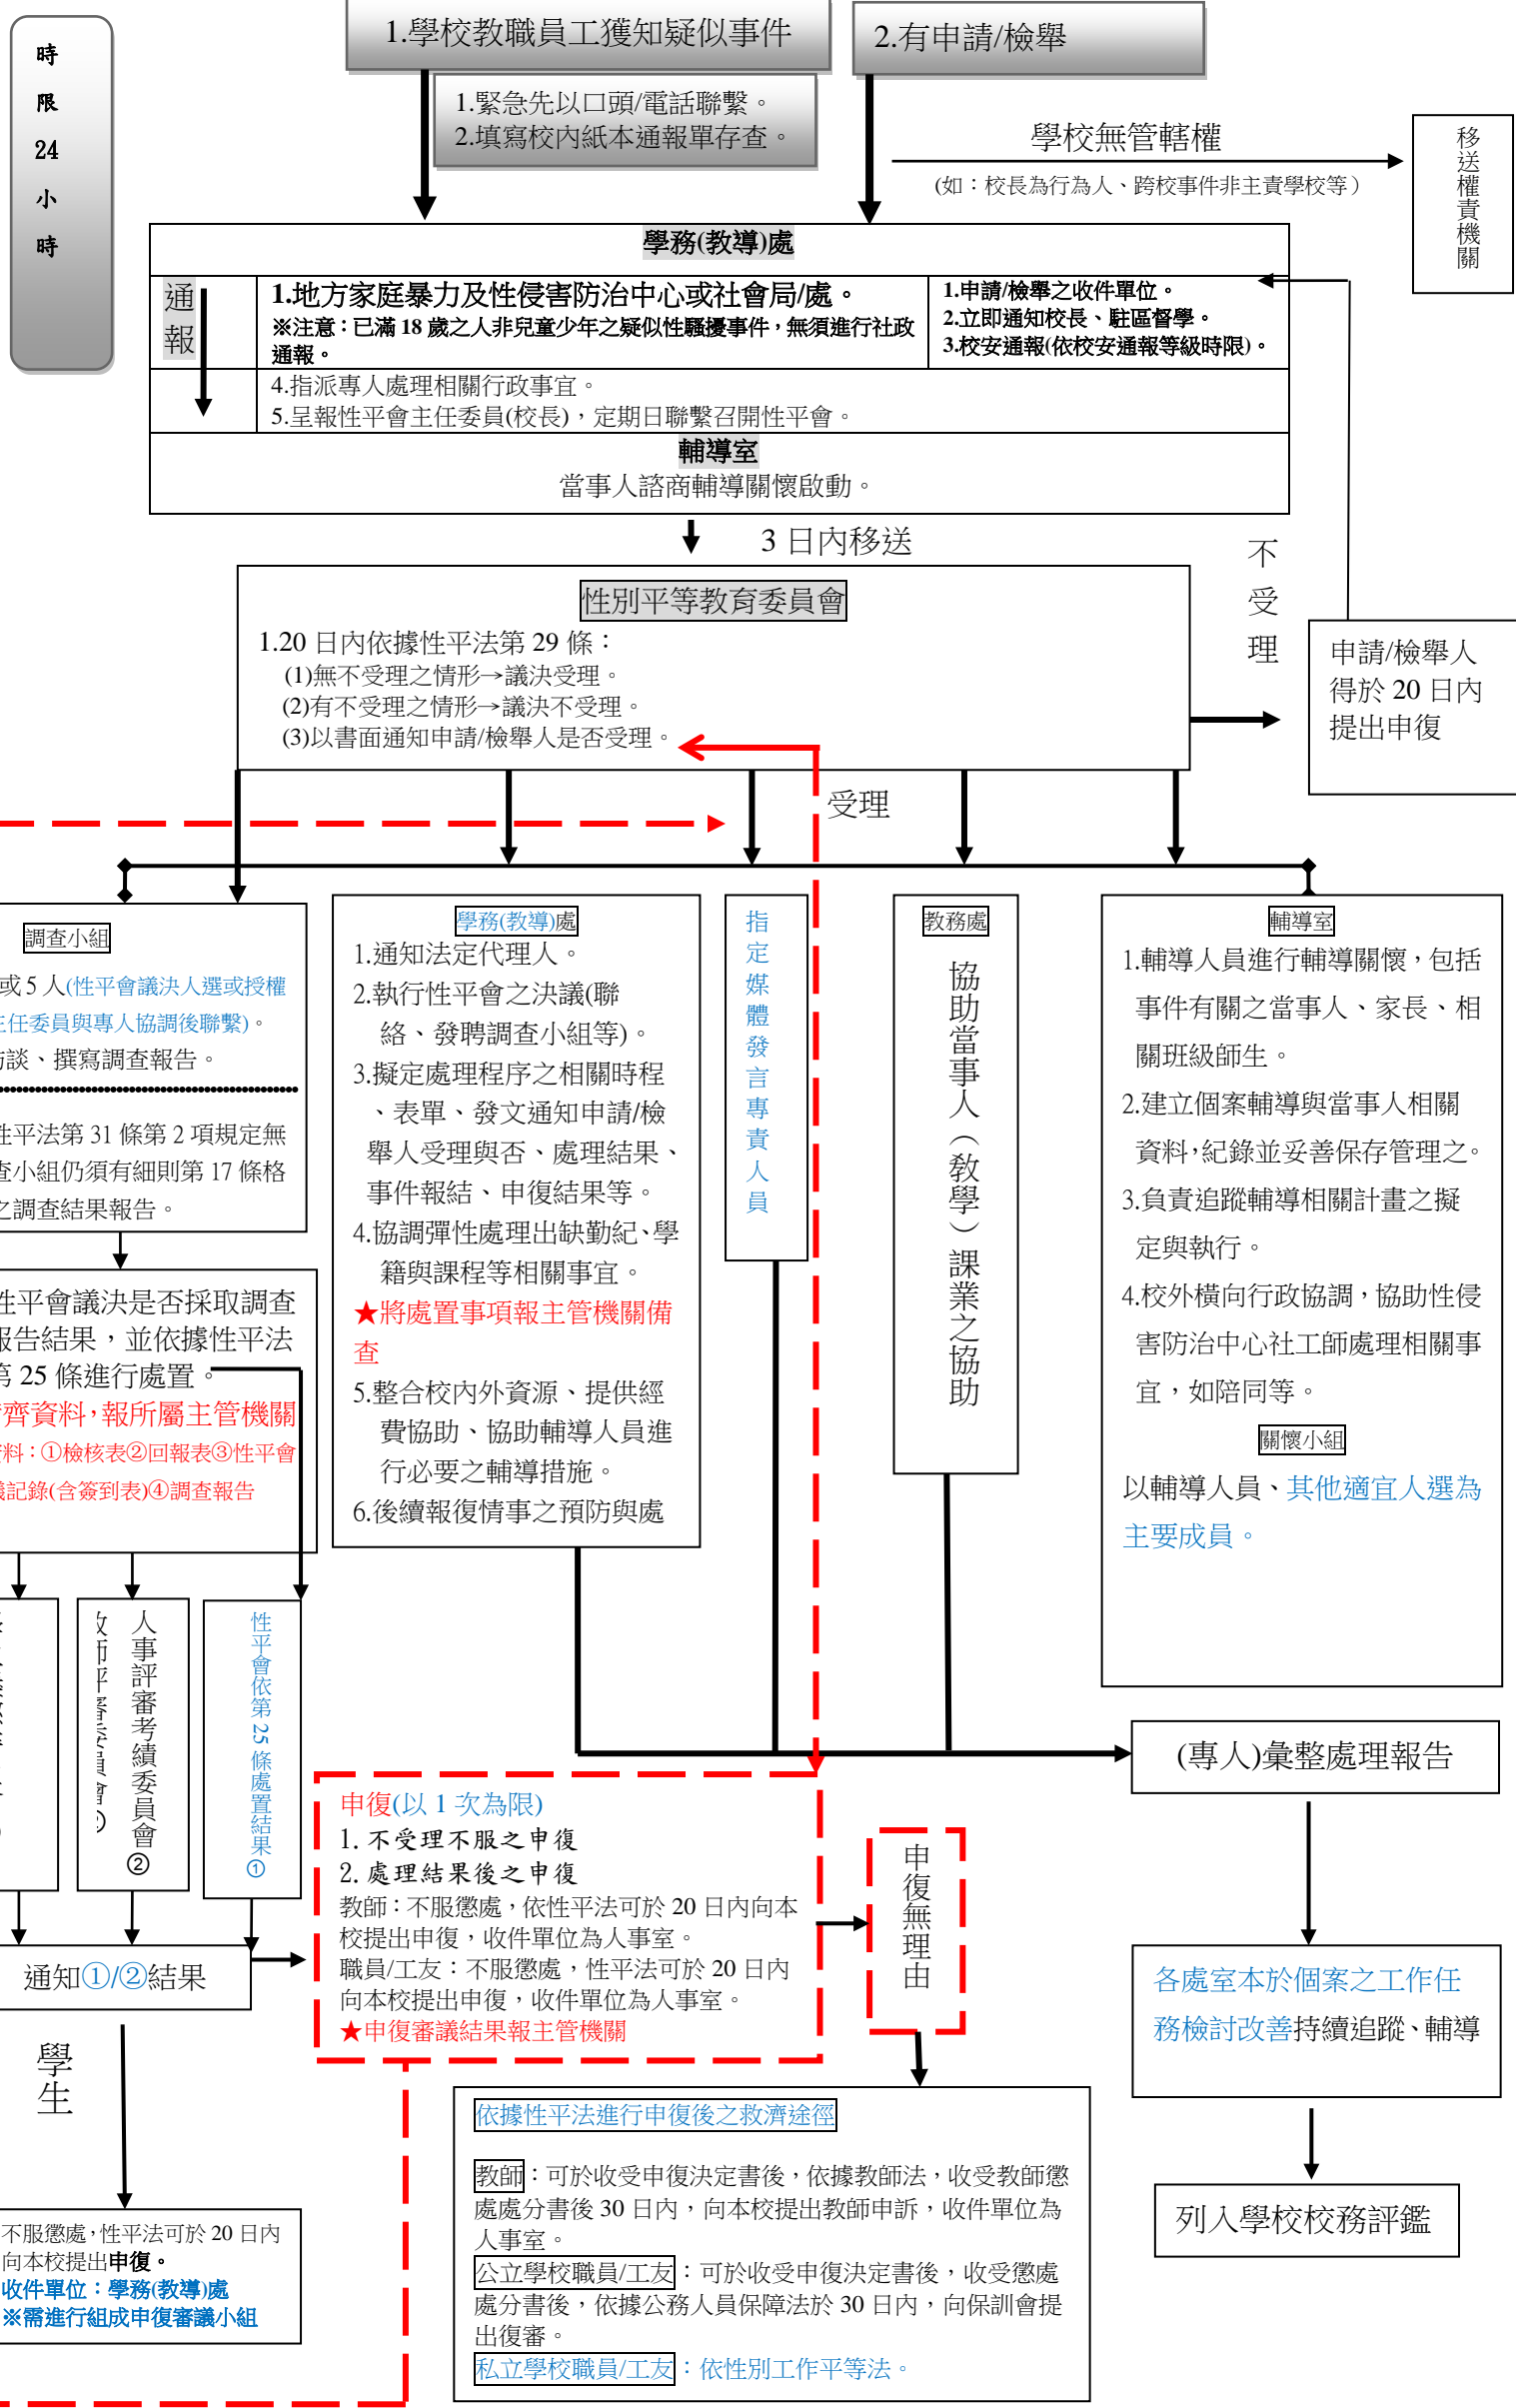 時
限
24
小
時
1.學校教職員工獲知疑似事件
2.有申請/檢舉
1.緊急先以口頭/電話聯繫。
2.填寫校內紙本通報單存查。
學校無管轄權
(如：校長為行為人、跨校事件非主責學校等）
移送權責機關
學務(教導)處
通
報
1.地方家庭暴力及性侵害防治中心或社會局/處。
※注意：已滿 18 歲之人非兒童少年之疑似性騷擾事件，無須進行社政
通報。
1.申請/檢舉之收件單位。
2.立即通知校長、駐區督學。
3.校安通報(依校安通報等級時限)。
4.指派專人處理相關行政事宜。
5.呈報性平會主任委員(校長)，定期日聯繫召開性平會。
輔導室
當事人諮商輔導關懷啟動。
3 日內移送
性別平等教育委員會
1.20 日內依據性平法第 29 條：
(1)無不受理之情形→議決受理。
(2)有不受理之情形→議決不受理。
(3)以書面通知申請/檢舉人是否受理。
不
受
理
申請/檢舉人
得於 20 日內
提出申復
受理
調查小組
或 5 人(性平會議決人選或授權
主任委員與專人協調後聯繫)。
訪談、撰寫調查報告。
性平法第 31 條第 2 項規定無
查小組仍須有細則第 17 條格
之調查結果報告。
性平會議決是否採取調查
報告結果，並依據性平法
第 25 條進行處置。
齊資料，報所屬主管機關
資料：①檢核表②回報表③性平會
議記錄(含簽到表)④調查報告
學務(教導)處
1.通知法定代理人。
2.執行性平會之決議(聯
絡、發聘調查小組等)。
3.擬定處理程序之相關時程
、表單、發文通知申請/檢
舉人受理與否、處理結果、
事件報結、申復結果等。
4.協調彈性處理出缺勤紀、學
籍與課程等相關事宜。
★將處置事項報主管機關備
查
5.整合校內外資源、提供經
費協助、協助輔導人員進
行必要之輔導措施。
6.後續報復情事之預防與處
指定媒體發言專責人員
教務處
協助當事人（教學）課業之協助
輔導室
1.輔導人員進行輔導關懷，包括
事件有關之當事人、家長、相
關班級師生。
2.建立個案輔導與當事人相關
資料，紀錄並妥善保存管理之。
3.負責追蹤輔導相關計畫之擬
定與執行。
4.校外橫向行政協調，協助性侵
害防治中心社工師處理相關事
宜，如陪同等。
關懷小組
以輔導人員、其他適宜人選為
主要成員。
人事評審考績委員會②
教師評審委員會②
性平會依第 25 條處置結果①
通知①/②結果
學
生
不服懲處，性平法可於 20 日內
向本校提出申復。
收件單位：學務(教導)處
※需進行組成申復審議小組
申復(以 1 次為限)
1. 不受理不服之申復
2. 處理結果後之申復
教師：不服懲處，依性平法可於 20 日內向本
校提出申復，收件單位為人事室。
職員/工友：不服懲處，性平法可於 20 日內
向本校提出申復，收件單位為人事室。
★申復審議結果報主管機關
申復無理由
依據性平法進行申復後之救濟途徑
教師：可於收受申復決定書後，依據教師法，收受教師懲
處處分書後 30 日內，向本校提出教師申訴，收件單位為
人事室。
公立學校職員/工友：可於收受申復決定書後，收受懲處
處分書後，依據公務人員保障法於 30 日內，向保訓會提
出復審。
私立學校職員/工友：依性別工作平等法。
(專人)彙整處理報告
各處室本於個案之工作任
務檢討改善持續追蹤、輔導
列入學校校務評鑑